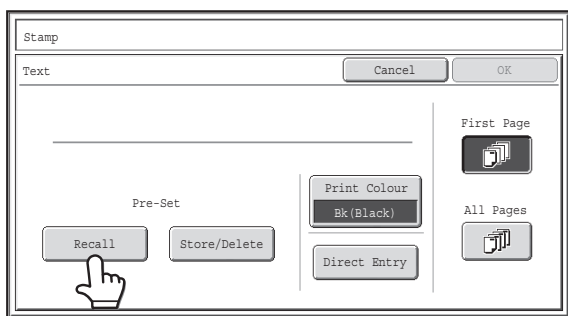 Stamp
Text
Cancel
OK
First Page
Pre-Set
Print Colour
Bk(Black)
All Pages
Recall
Store/Delete
Direct Entry